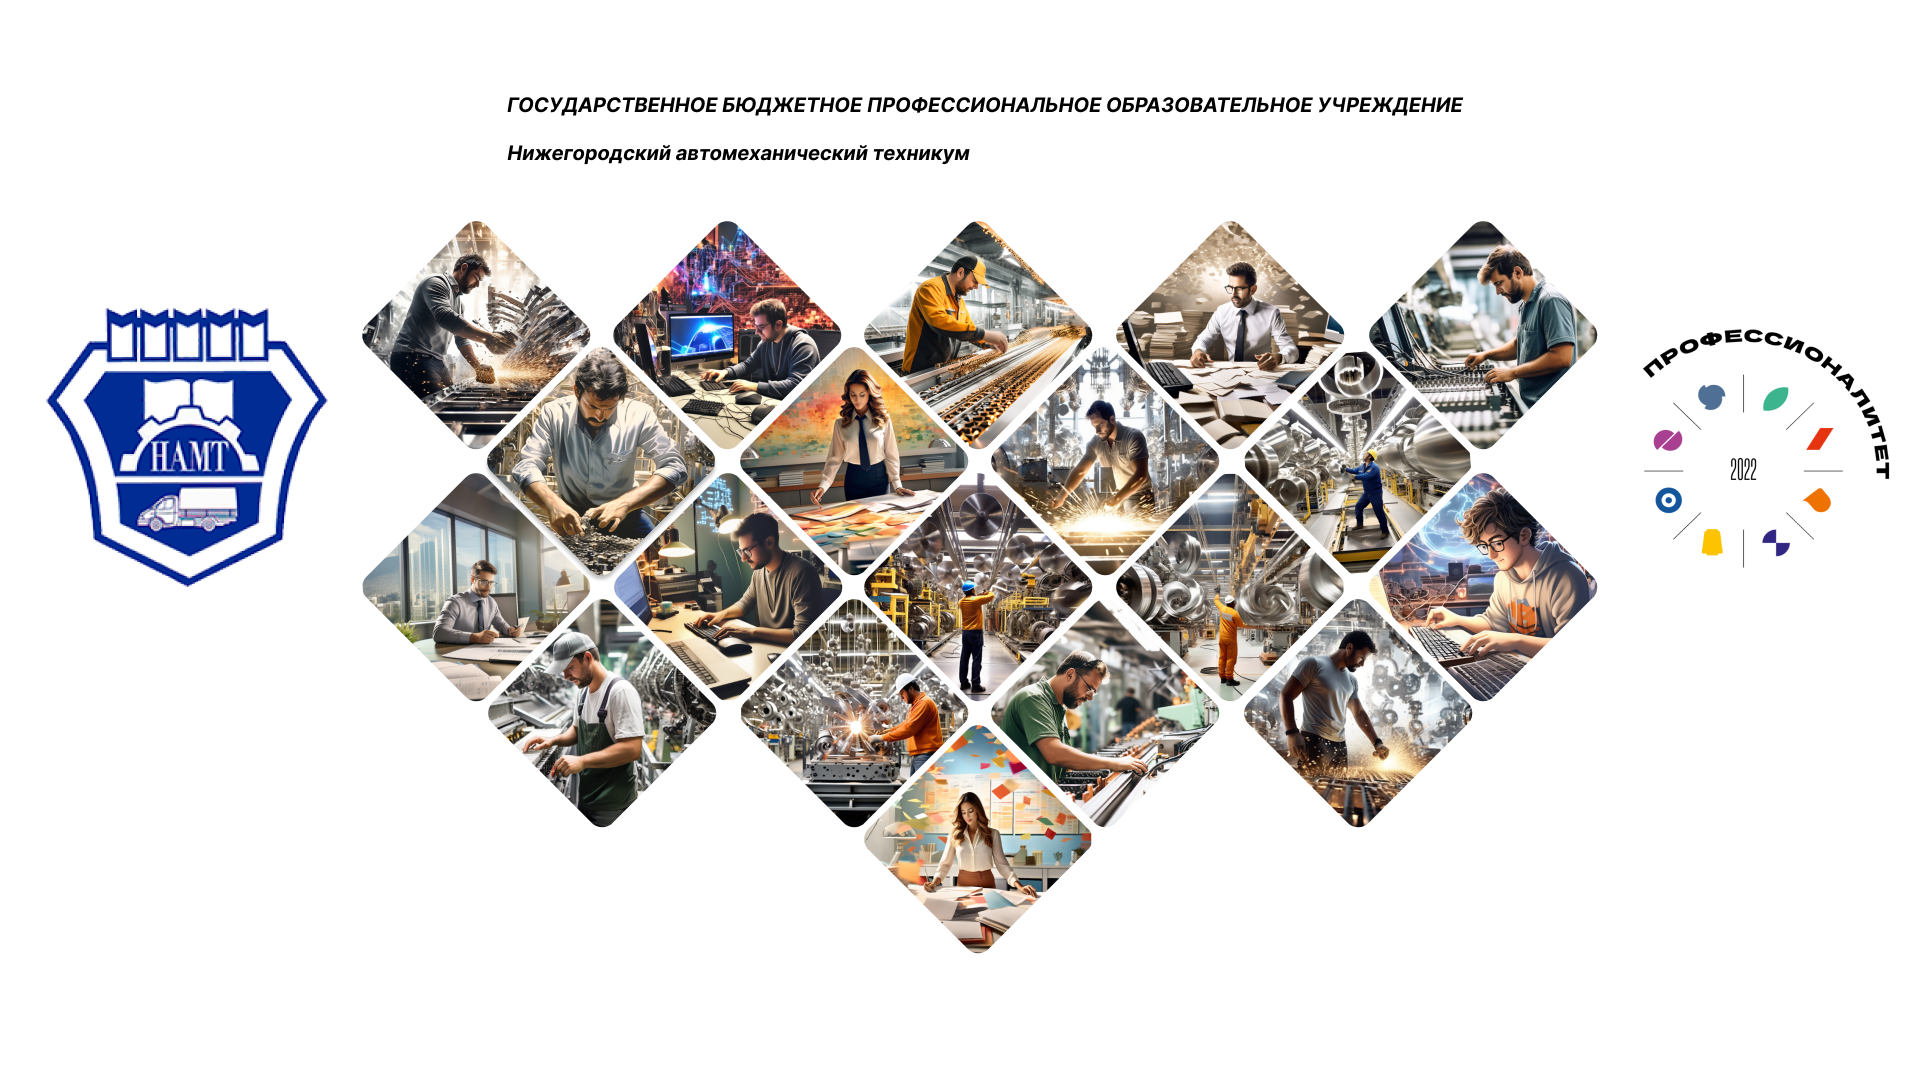 ГОСУДАРСТВЕННОЕ БЮДЖЕТНОЕ ПРОФЕССИОНАЛЬНОЕ ОБРАЗОВАТЕЛЬНОЕ УЧРЕЖДЕНИЕ
Нижегородский автомеханический техникум
НАМТ
ПРОФЕССИОНАЛИТЕТ
2022